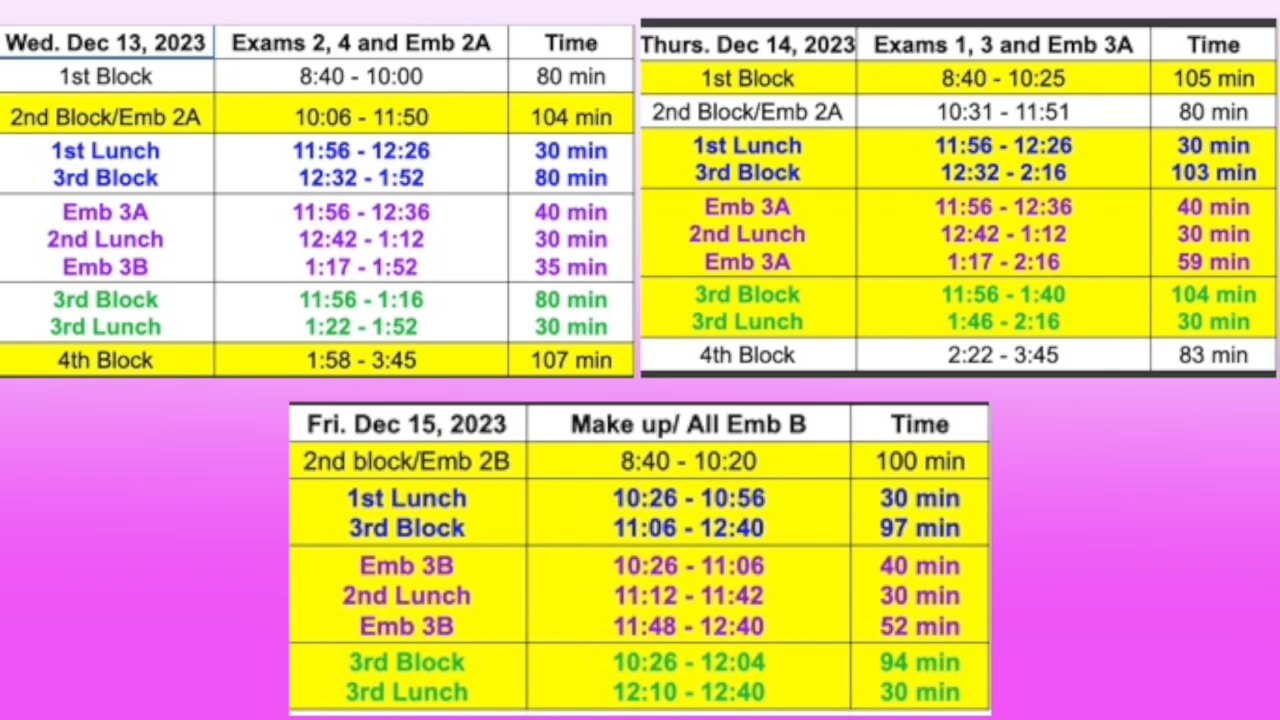 Wed. Dec 13, 2023 Exams 2, 4 and Emb 2A Time
1st Block 8:40 - 10:00 80 min
2nd Block/Emb 2A 10:06 - 11:50 104 min
1st Lunch 11:56 - 12:26 30 min
3rd Block 12:32 - 1:52 80 min
Emb 3A 11:56 - 12:36 40 min
2nd Lunch 12:42 - 1:12 30 min
Emb 3B 1:17 - 1:52 35 min
3rd Block 11:56 - 1:16 80 min
3rd Lunch 1:22 - 1:52 30 min
4th Block 1:58 - 3:45 107 min
Thurs. Dec 14, 2023 Exams 1, 3 and Emb 3A Time
1st Block 8:40 - 10:25 105 min
2nd Block/Emb 2A 10:31 - 11:51 80 min
1st Lunch 11:56 - 12:26 30 min
3rd Block 12:32 - 2:16 103 min
Emb 3A 11:56 - 12:36 40 min
2nd Lunch 12:42 - 1:12 30 min
Emb 3A 1:17 - 2:16 59 min
3rd Block 11:56 - 1:40 104 min
3rd Lunch 1:46 - 2:16 30 min
4th Block 2:22 - 3:45 83 min
Fri. Dec 15, 2023 Make up/ All Emb B Time
2nd block/Emb 2B 8:40 - 10:20 100 min
1st Lunch 10:26 - 10:56 30 min
3rd Block 11:06 - 12:40 97 min
Emb 3B 10:26 - 11:06 40 min
2nd Lunch 11:12 - 11:42 30 min
Emb 3B 11:48 - 12:40 52 min
3rd Block 10:26 - 12:04 94 min
3rd Lunch 12:10 - 12:40 30 min